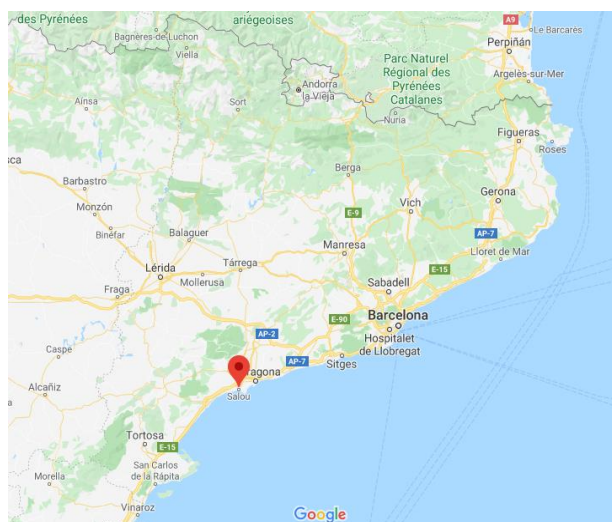 des Pyrénées
ariégeoises
A9
Le Barcarès
Bagneres-de-Luchon
Perpiñán
Viella
Parc Naturel
Régional des
Pyrénées
Catalanes
Argelès-sur-Mer
Andorra
la Vieja
Ainsa
Sort
Nuria
Figueras
Roses
sca
Berga
Barbastro
Gerona
Vich
Monzón
E-9
Binéfar
Balaguer
AP-7
Manresa
Lloret de Mar
Tárrega
Lérida
E-15
Mollerusa
Sabadell
Fraga
Barcelona
E-90
AP-2
Hospitalet
de Llobregat
Caspe
AP-7
Sitges
agona
Alcañiz
Salou
Tortosa
E-15
San Carlos
de la Rápita
Morella
Vinaroz
Google